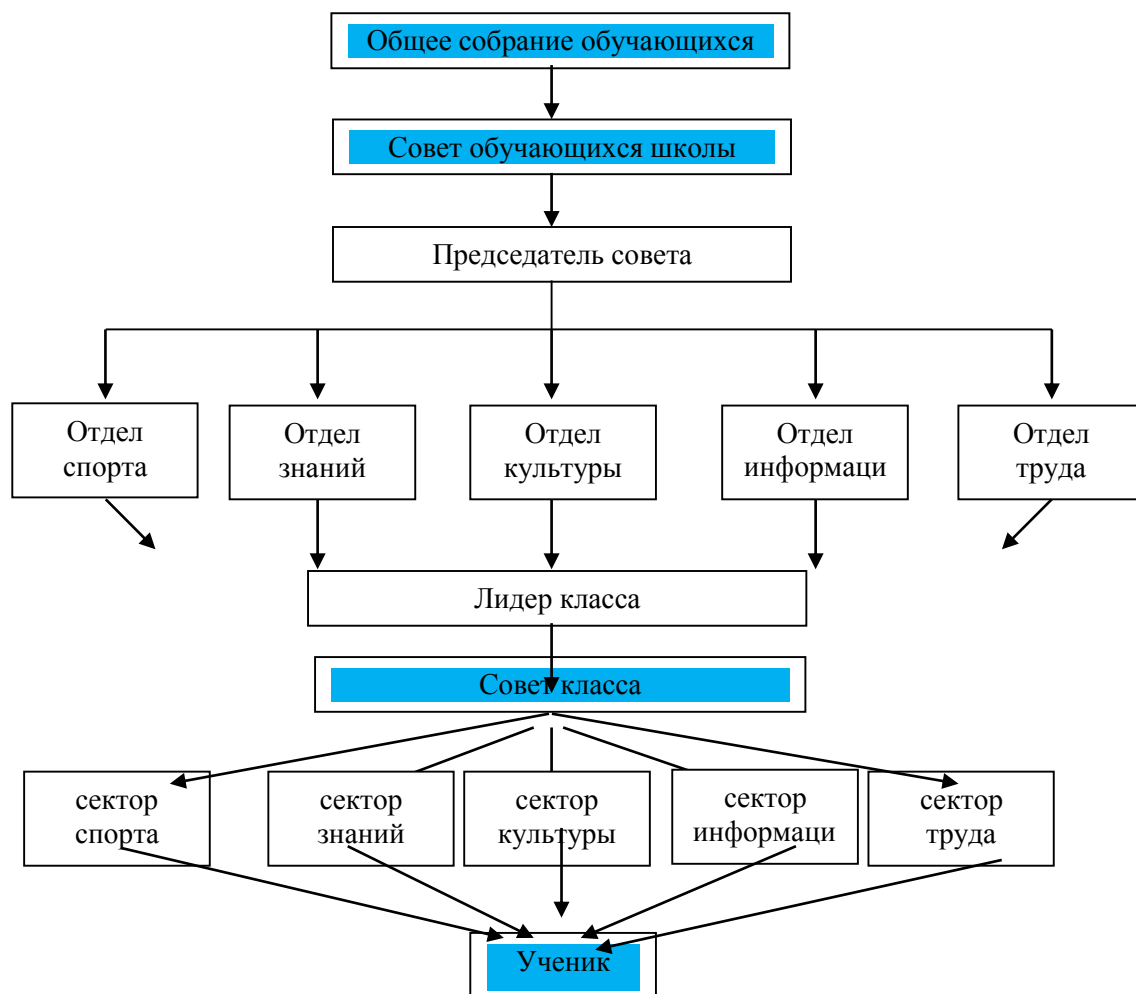 Общее собрание обучающихся
Совет обучающихся школы
Председатель совета
Отдел
спорта
Отдел
знаний
Отдел
культуры
Отдел
информаци
Отдел
труда
Лидер класса
Совет класса
сектор
спорта
сектор
знаний
сектор
культуры
сектор
информаци
сектор
труда
Ученик